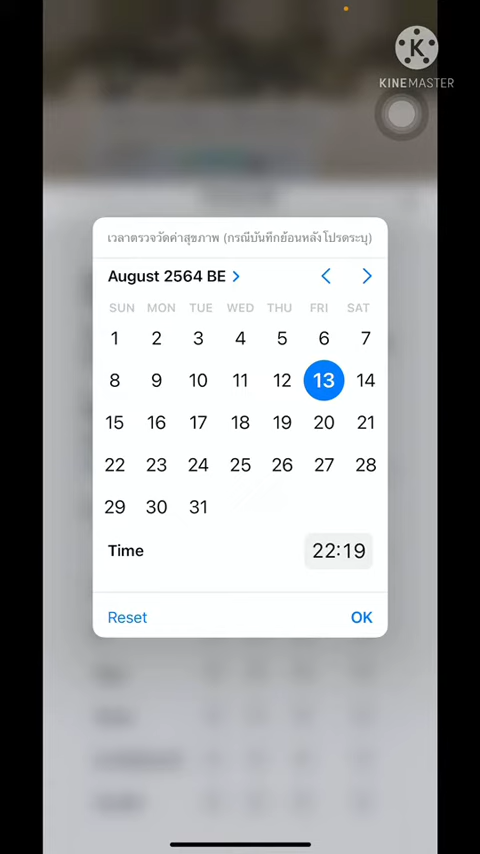 KINEMASTER
เวลาตรวจวัดค่าสุขภาพ (กรณีบันทึกย้อนหลังโปรดระบุ)
August 2564 BE
SUN MON TUE WED THU FRI SAT
1 2 3 4 5 6 7
8 9 10 11 12 13 14
15 16 17 18 19 20 21
22 23 24 25 26 27 28
29 30 31
Time 22:19
Reset OK